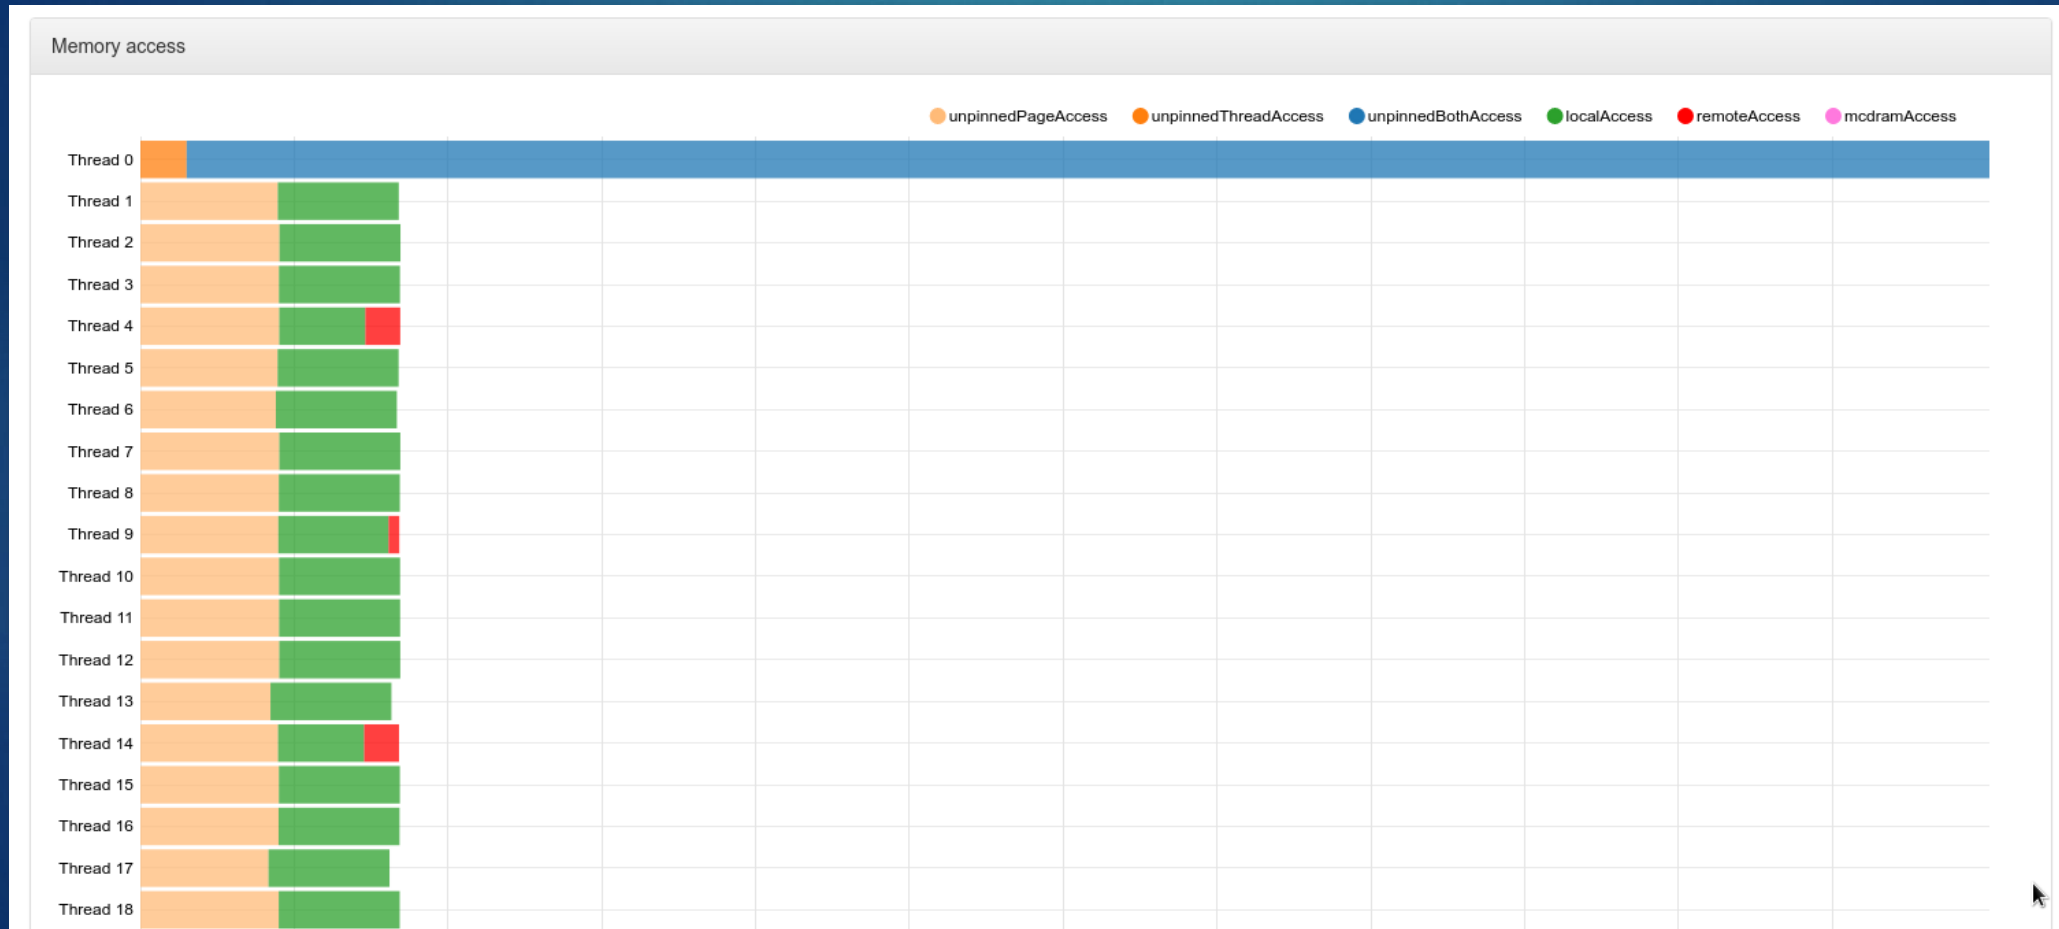 Memory access
unpinnedPageAccess unpinnedThreadAccess unpinnedBothAccess localAccess remoteAccess mcdramAccess
Thread 0
Thread 1
Thread 2
Thread 3
Thread 4
Thread 5
Thread 6
Thread 7
Thread 8
Thread 9
Thread 10
Thread 11
Thread 12
Thread 13
Thread 14
Thread 15
Thread 16
Thread 17
Thread 18